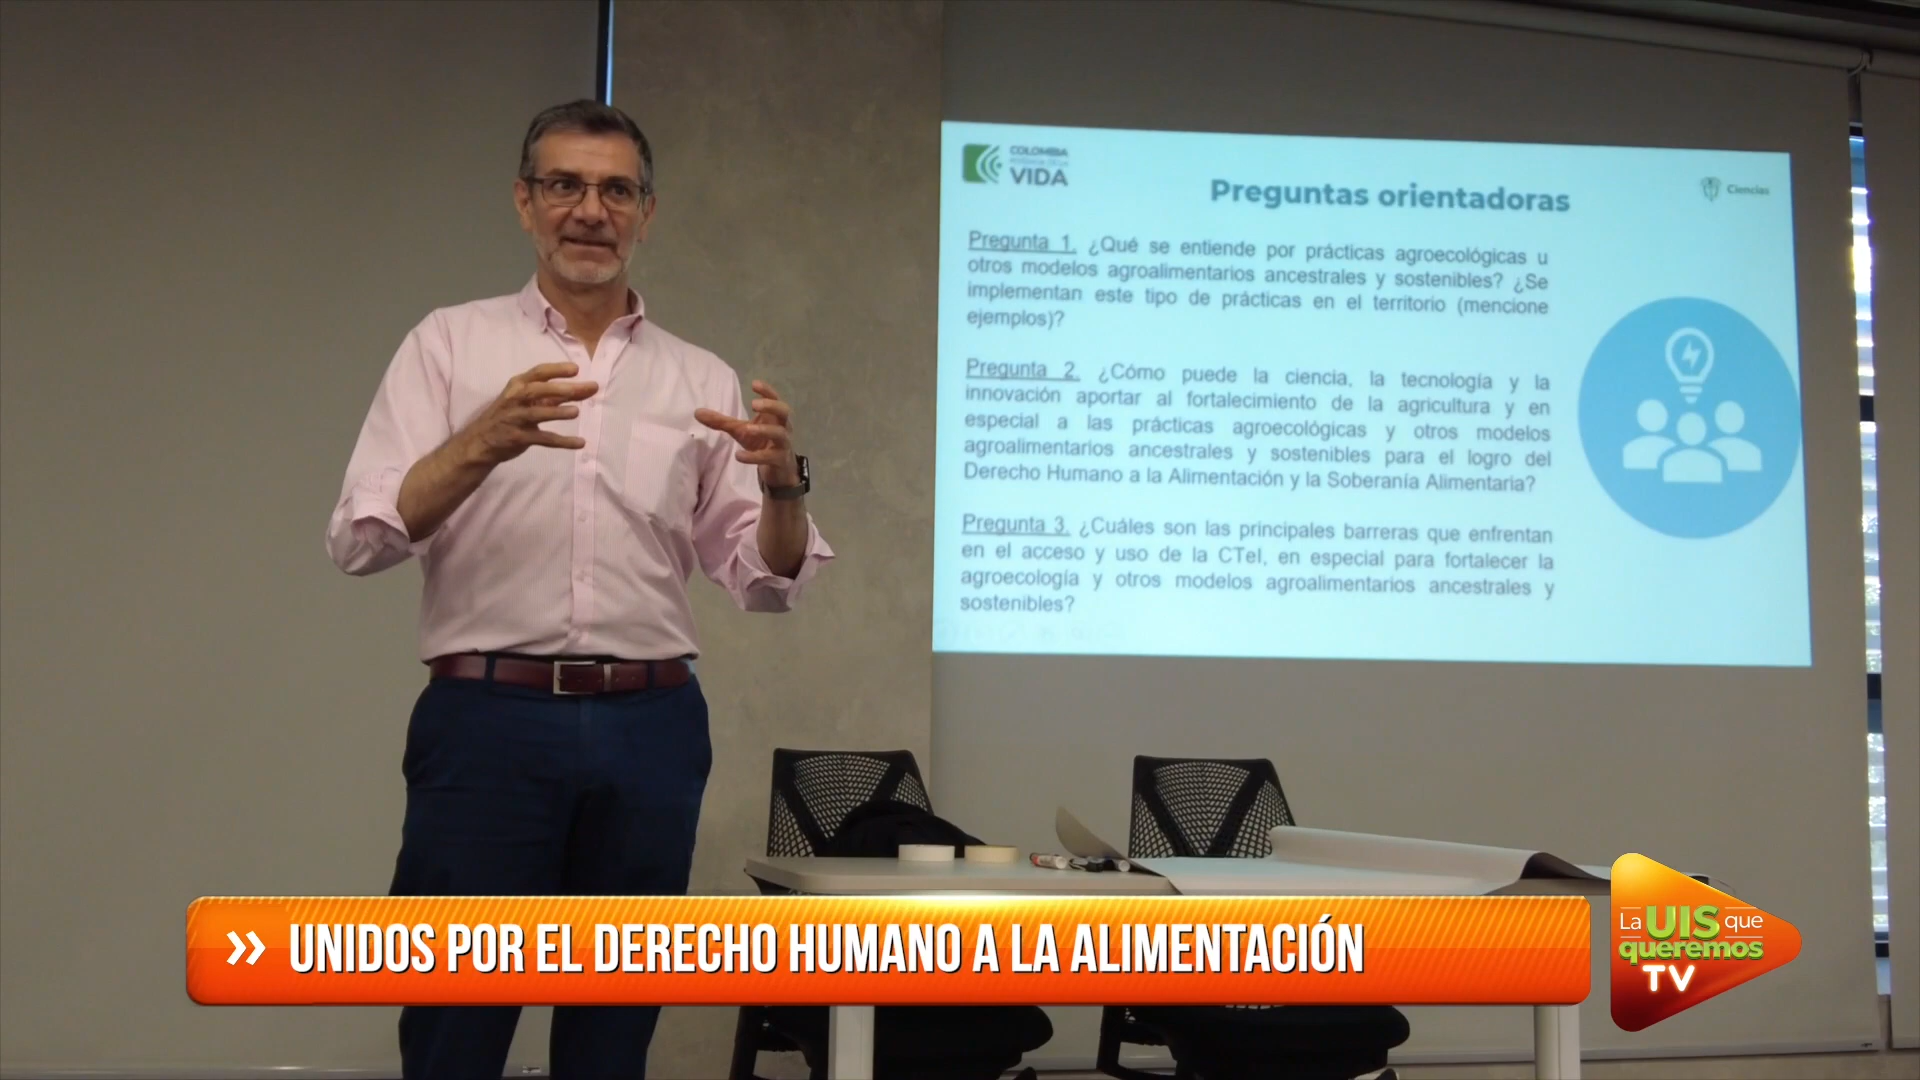 COLOMBIA
VIDA
Preguntas orientadoras
Ciencias
Pregunta 1. ¿Qué se entiende por prácticas agroecológicas u
otros modelos agroalimentarios ancestrales y sostenibles? ¿Se
implementan este tipo de prácticas en el territorio (mencione
ejemplos)?
Pregunta 2. ¿Cómo puede la ciencia, la tecnología y la
innovación aportar al fortalecimiento de la agricultura y en
especial a las prácticas agroecológicas y otros modelos
agroalimentarios ancestrales y sostenibles para el logro del
Derecho Humano a la Alimentación y la Soberanía Alimentaria?
Pregunta 3. ¿Cuáles son las principales barreras que enfrentan
en el acceso y uso de la CTeI, en especial para fortalecer la
agroecología y otros modelos agroalimentarios ancestrales y
sostenibles?
» UNIDOS POR EL DERECHO HUMANO A LA ALIMENTACIÓN
La UIS que
queremos
TV